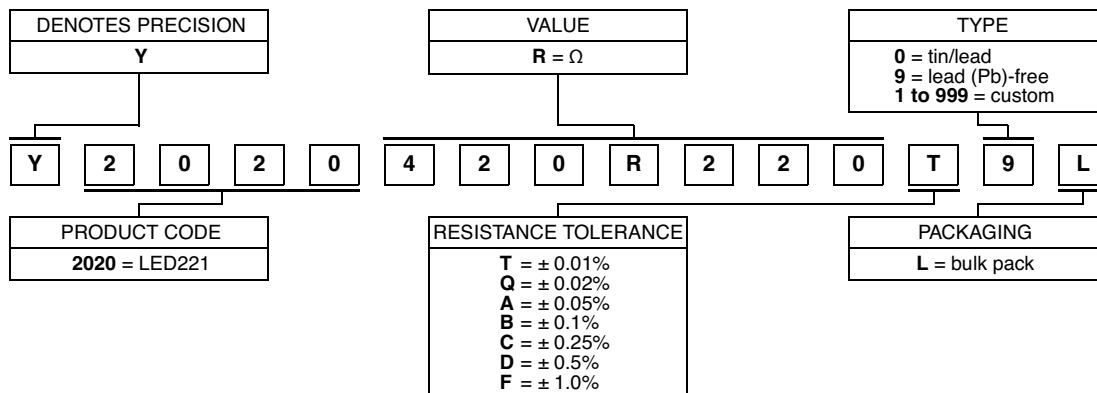 DENOTES PRECISION
Y
VALUE
R = Ω
TYPE
0 = tin/lead
9 = lead (Pb)-free
1 to 999 = custom
Y 2 0 2 0 4 2 0 R 2 2 0 T 9 L
PRODUCT CODE
2020 = LED221
RESISTANCE TOLERANCE
T = ± 0.01%
Q = ± 0.02%
A = ± 0.05%
B = ± 0.1%
C = ± 0.25%
D = ± 0.5%
F = ± 1.0%
PACKAGING
L = bulk pack